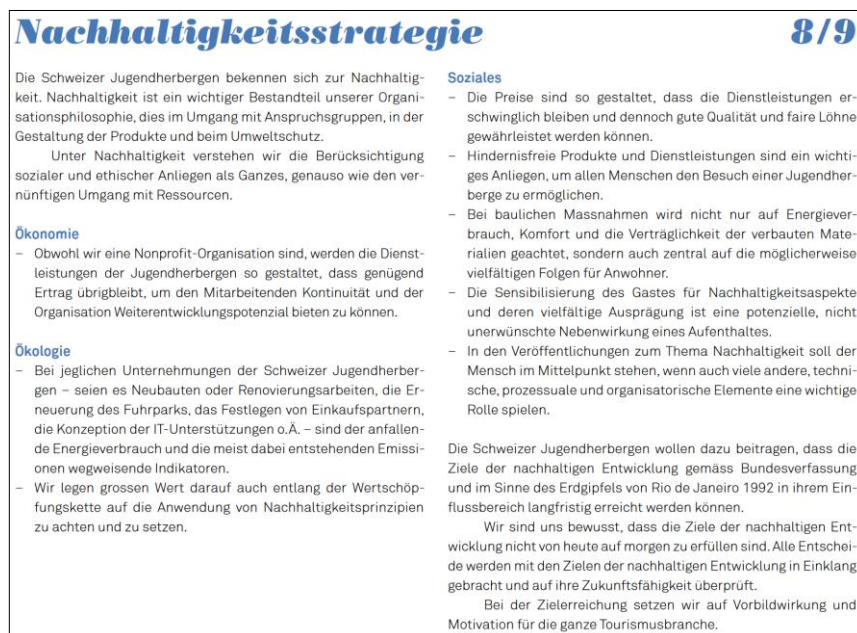 Nachhaltigkeitsstrategie 8/9
Die Schweizer Jugendherbergen bekennen sich zur Nachhaltig-
keit. Nachhaltigkeit ist ein wichtiger Bestandteil unserer Organi-
sationsphilosophie, dies im Umgang mit Anspruchsgruppen, in der
Gestaltung der Produkte und beim Umweltschutz.
Unter Nachhaltigkeit verstehen wir die Berücksichtigung
sozialer und ethischer Anliegen als Ganzes, genauso wie den ver-
nünftigen Umgang mit Ressourcen.
Ökonomie
– Obwohl wir eine Nonprofit-Organisation sind, werden die Dienst-
leistungen der Jugendherbergen so gestaltet, dass genügend
Ertrag übrigbleibt, um den Mitarbeitenden Kontinuität und der
Organisation Weiterentwicklungspotenzial bieten zu können.
Ökologie
– Bei jeglichen Unternehmungen der Schweizer Jugendherber-
gen – seien es Neubauten oder Renovierungsarbeiten, die Er-
neuerung des Fuhrparks, das Festlegen von Einkaufspartnern,
die Konzeption der IT-Unterstützungen o.Ä. – sind der anfallen-
de Energieverbrauch und die meist dabei entstehenden Emissi-
onen wegweisende Indikatoren.
– Wir legen grossen Wert darauf auch entlang der Wertschöp-
fungskette auf die Anwendung von Nachhaltigkeitsprinzipien
zu achten und zu setzen.
Soziales
– Die Preise sind so gestaltet, dass die Dienstleistungen er-
schwinglich bleiben und dennoch gute Qualität und faire Löhne
gewährleistet werden können.
– Hindernisfreie Produkte und Dienstleistungen sind ein wichti-
ges Anliegen, um allen Menschen den Besuch einer Jugendher-
berge zu ermöglichen.
– Bei baulichen Massnahmen wird nicht nur auf Energiever-
brauch, Komfort und die Verträglichkeit der verbauten Mate-
rialien geachtet, sondern auch zentral auf die möglicherweise
vielfältigen Folgen für Anwohner.
– Die Sensibilisierung des Gastes für Nachhaltigkeitsaspekte
und deren vielfältige Ausprägung ist eine potenzielle, nicht
unerwünschte Nebenwirkung eines Aufenthaltes.
– In den Veröffentlichungen zum Thema Nachhaltigkeit soll der
Mensch im Mittelpunkt stehen, wenn auch viele andere, techni-
sche, prozessuale und organisatorische Elemente eine wichtige
Rolle spielen.
Die Schweizer Jugendherbergen wollen dazu beitragen, dass die
Ziele der nachhaltigen Entwicklung gemäss Bundesverfassung
und im Sinne des Erdgipfels von Rio de Janeiro 1992 in ihrem Ein-
flussbereich langfristig erreicht werden können.
Wir sind uns bewusst, dass die Ziele der nachhaltigen Ent-
wicklung nicht von heute auf morgen zu erfüllen sind. Alle Entschei-
de werden mit den Zielen der nachhaltigen Entwicklung in Einklang
gebracht und auf ihre Zukunftsfähigkeit überprüft.
Bei der Zielerreichung setzen wir auf Vorbildwirkung und
Motivation für die ganze Tourismusbranche.